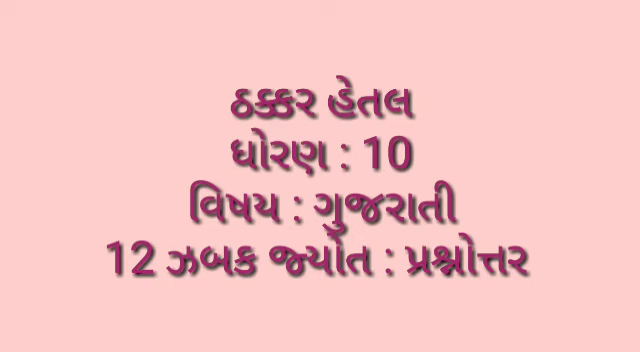 ઠક્કર હેતલ
ધોરણ : 10
વિષય : ગુજરાતી
12 ઝબક જ્યોત : પ્રશ્નોત્તર